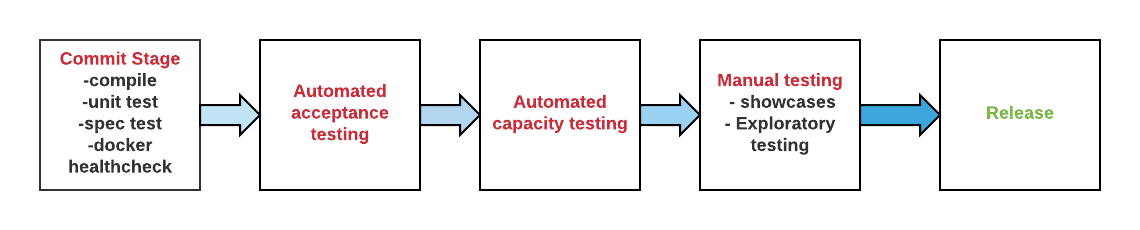 Commit Stage
-compile
-unit test
-spec test
-docker
healthcheck
Automated
acceptance
testing
Automated
capacity testing
Manual testing
- showcases
- Exploratory
testing
Release